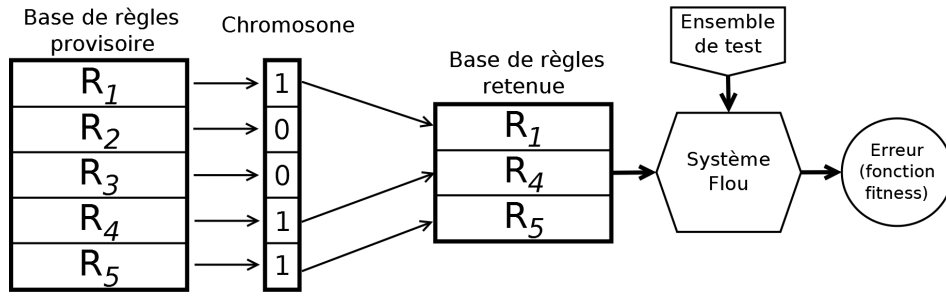 Base de règles
provisoire
R1
R2
R3
R4
R5
Chromosone
1
0
0
1
1
Base de règles
retenue
R1
R4
R5
Ensemble
de test
Système
Flou
Erreur
(fonction
fitness)